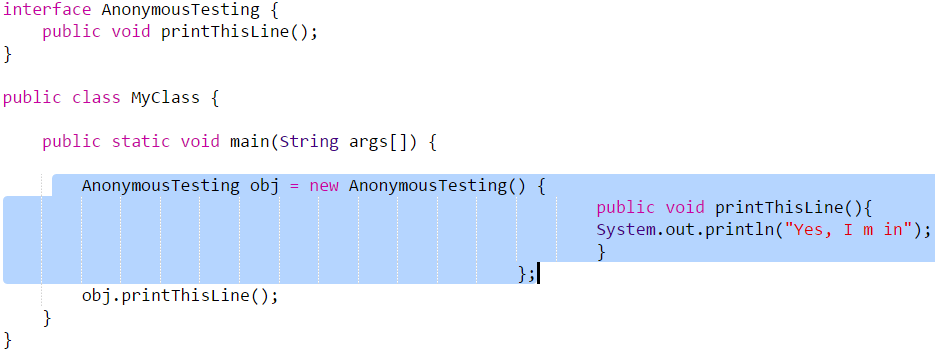 interface AnonymousTesting {
public void printThisLine();
}
public class MyClass {
public static void main(String args[]) {
AnonymousTesting obj = new AnonymousTesting() {
public void printThisLine(){
System.out.println("Yes, I m in");
}
};
obj.printThisLine();
}
}